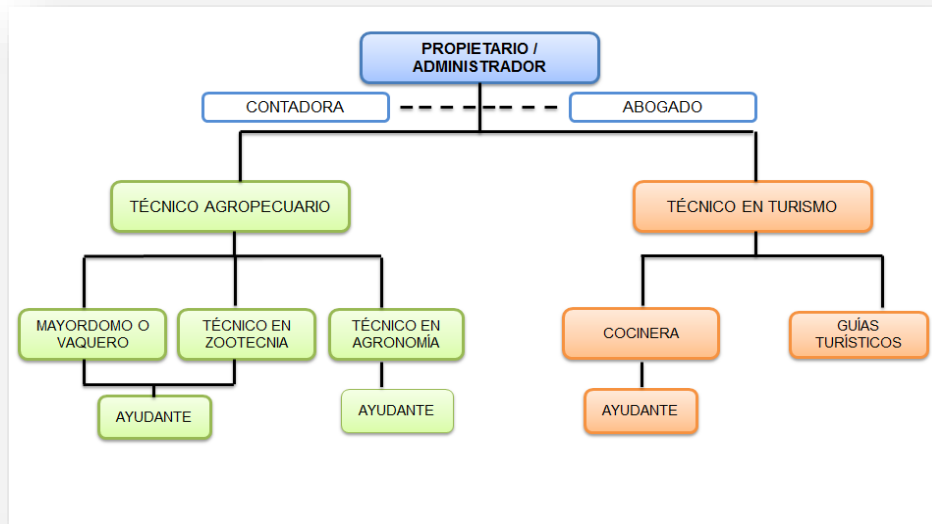 PROPIETARIO /
ADMINISTRADOR
CONTADORA
ABOGADO
TÉCNICO AGROPECUARIO
TÉCNICO EN TURISMO
MAYORDOMO O
VAQUERO
TÉCNICO EN
ZOOTECNIA
TÉCNICO EN
AGRONOMÍA
COCINERA
GUÍAS
TURÍSTICOS
AYUDANTE
AYUDANTE
AYUDANTE